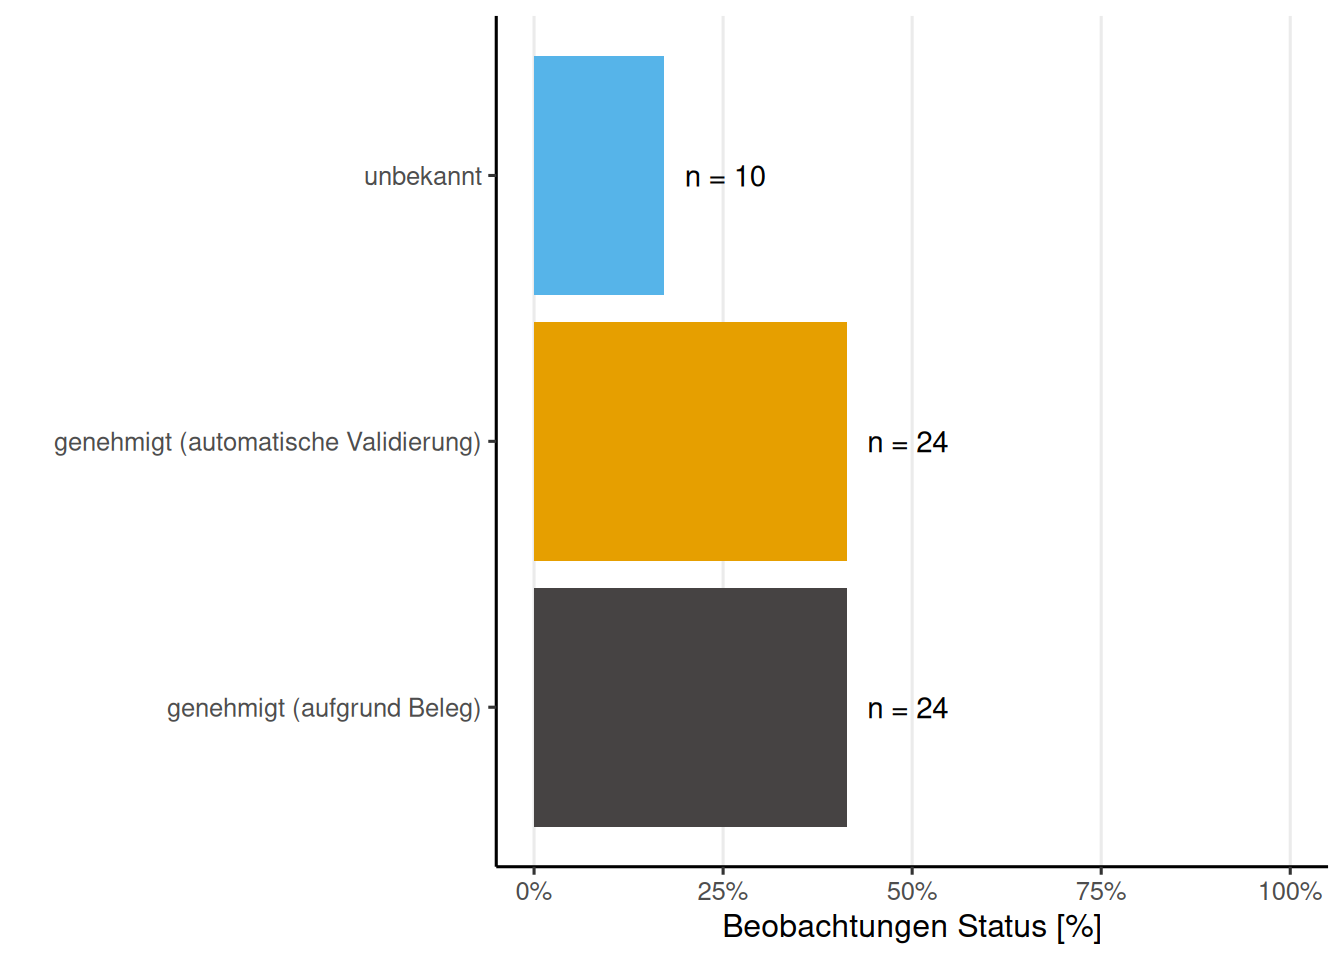 unbekannt
n = 10
genehmigt (automatische Validierung)
n = 24
genehmigt (aufgrund Beleg)
n = 24
0% 25% 50% 75% 100%
Beobachtungen Status [%]